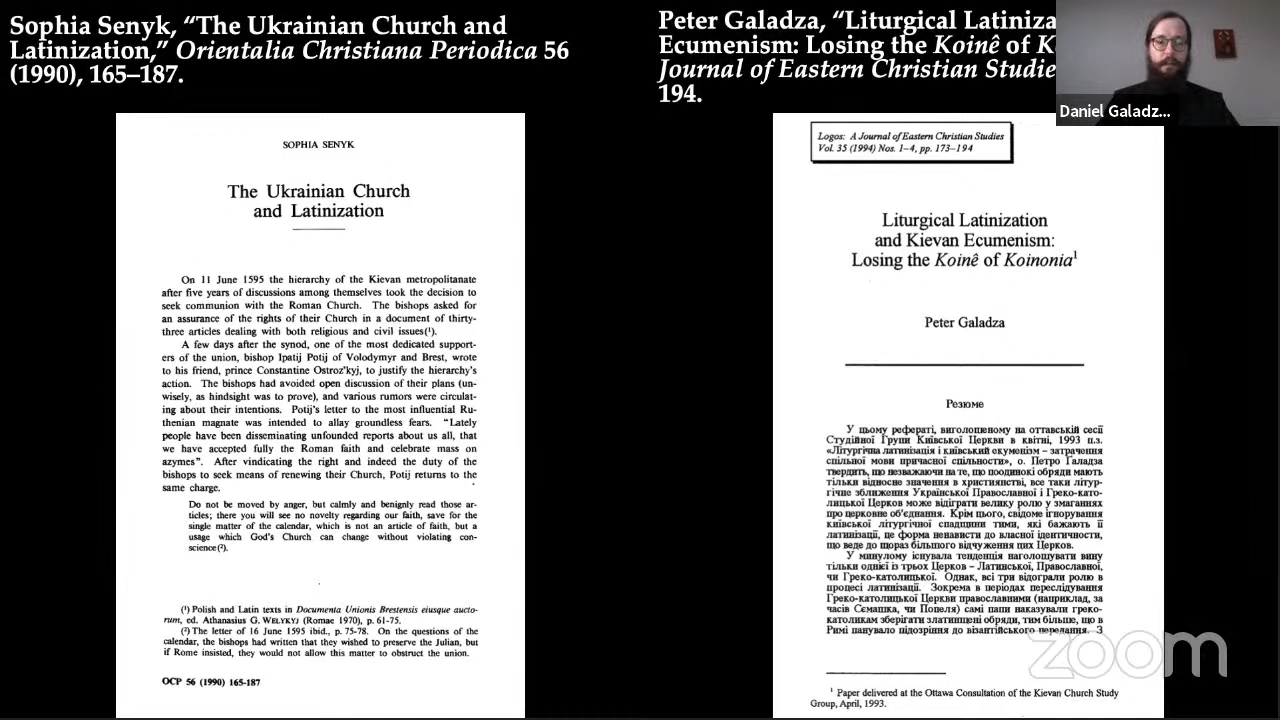 Sophia Senyk, “The Ukrainian Church and
Latinization,” Orientalia Christiana Periodica 56
(1990), 165–187.
SOPHIA SENYK
The Ukrainian Church
and Latinization
On 11 June 1595 the hierarchy of the Kievan metropolitanate
after five years of discussions among themselves took the decision to
seek communion with the Roman Church. The bishops asked for
an assurance of the rights of their Church in a document of thirty-
three articles dealing with both religious and civil issues(¹).
A few days after the synod, one of the most dedicated support-
ers of the union, bishop Ipatij Potij of Volodymyr and Brest, wrote
to his friend, prince Constantine Ostroz'kyj, to justify the hierarchy's
action. The bishops had avoided open discussion of their plans (un-
wisely, as hindsight was to prove), and various rumors were circulat-
ing about their intentions. Potij's letter to the most influential Ru-
thenian magnate was intended to allay groundless fears. “Lately
people have been disseminating unfounded reports about us all, that
we have accepted fully the Roman faith and celebrate mass on
azymes”. After vindicating the right and indeed the duty of the
bishops to seek means of renewing their Church, Potij returns to the
same charge.
Do not be moved by anger, but calmly and benignly read those ar-
ticles; there you will see no novelty regarding our faith, save for the
single matter of the calendar, which is not an article of faith, but a
usage which God's Church can change without violating con-
science(²).
(¹) Polish and Latin texts in Documenta Unionis Brestensis eiusque aucto-
rum, ed. Athanasius G. WELYKYJ (Romae 1970), p. 61-75.
(²) The letter of 16 June 1595 ibid., p. 75-78. On the questions of the
calendar, the bishops had written that they wished to preserve the Julian, but
if Rome insisted, they would not allow this matter to obstruct the union.
OCP 56 (1990) 165-187
Peter Galadza, “Liturgical Latiniza
Ecumenism: Losing the Koinê of K
Journal of Eastern Christian Studie
194.
Daniel Galadz...
Logos: A Journal of Eastern Christian Studies
Vol. 35 (1994) Nos. 1–4, pp. 173–194
Liturgical Latinization
and Kievan Ecumenism:
Losing the Koinê of Koinonia¹
Peter Galadza
Резюме
У цьому рефераті, виголошеному на оттавській сесії
Студійної Групи Київської Церкви в квітні, 1993 п.з.
«Літургічна латинізація і київський екуменізм – затрачення
спільної мови причасної спільности», о. Петро Ґаладза
твердить, що незважаючи на те, що поодинокі обряди мають
тільки відносне значення в християнстві, все таки літур-
гічне зближення Української Православної і Греко-като-
лицької Церков може відіграти велику ролю у змаганнях
про церковне об'єднання. Крім цього, свідоме ігнорування
київської літургічної спадщини тими, які бажають її
латинізації, це форма ненависти до власної ідентичности,
що веде до щораз більшого відчуження цих Церков.
У минулому існувала тенденція наголошувати вину
тільки однієї із трьох Церков – Латинської, Православної,
чи Греко-католицької. Однак, всі три відограли ролю в
процесі латинізації. Зокрема в періодах переслідування
Греко-католицької Церкви православними (наприклад, за
часів Сємашка, чи Попеля) самі папи наказували греко-
католикам зберігати златинщені обряди, тим більше, що в
Римі панувало підозріння до візантійського передання. З
zoom
¹ Paper delivered at the Ottawa Consultation of the Kievan Church Study
Group, April, 1993.